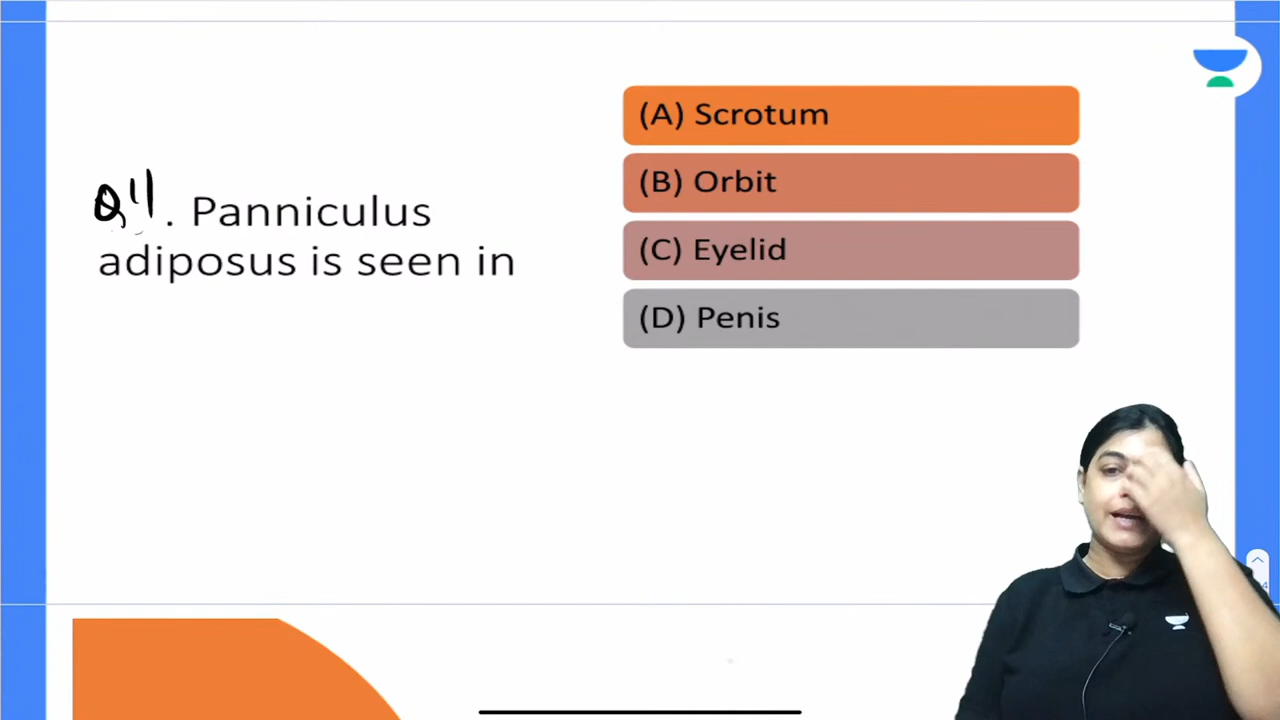 Q11. Panniculus
adiposus is seen in
(A) Scrotum
(B) Orbit
(C) Eyelid
(D) Penis